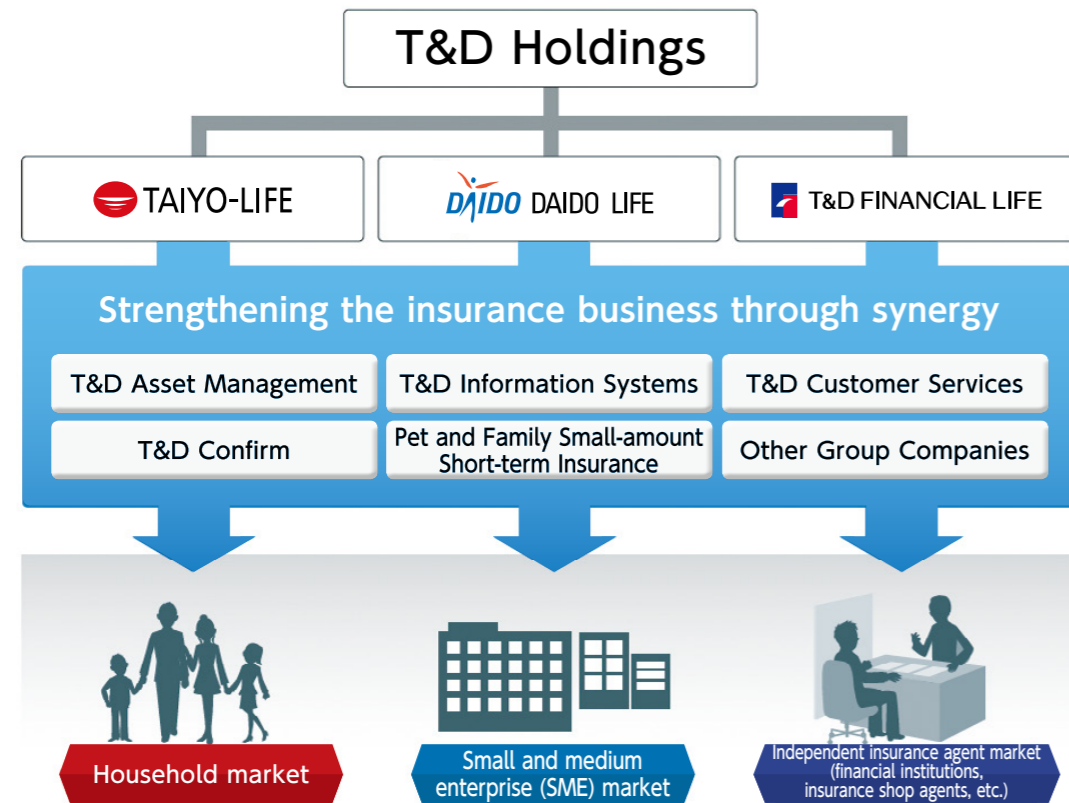 T&D Holdings
TAIYO-LIFE
DAIDO DAIDO LIFE
T&D FINANCIAL LIFE
Strengthening the insurance business through synergy
T&D Asset Management
T&D Information Systems
T&D Customer Services
T&D Confirm
Pet and Family Small-amount
Short-term Insurance
Other Group Companies
Household market
Small and medium
enterprise (SME) market
Independent insurance agent market
(financial institutions,
insurance shop agents, etc.)